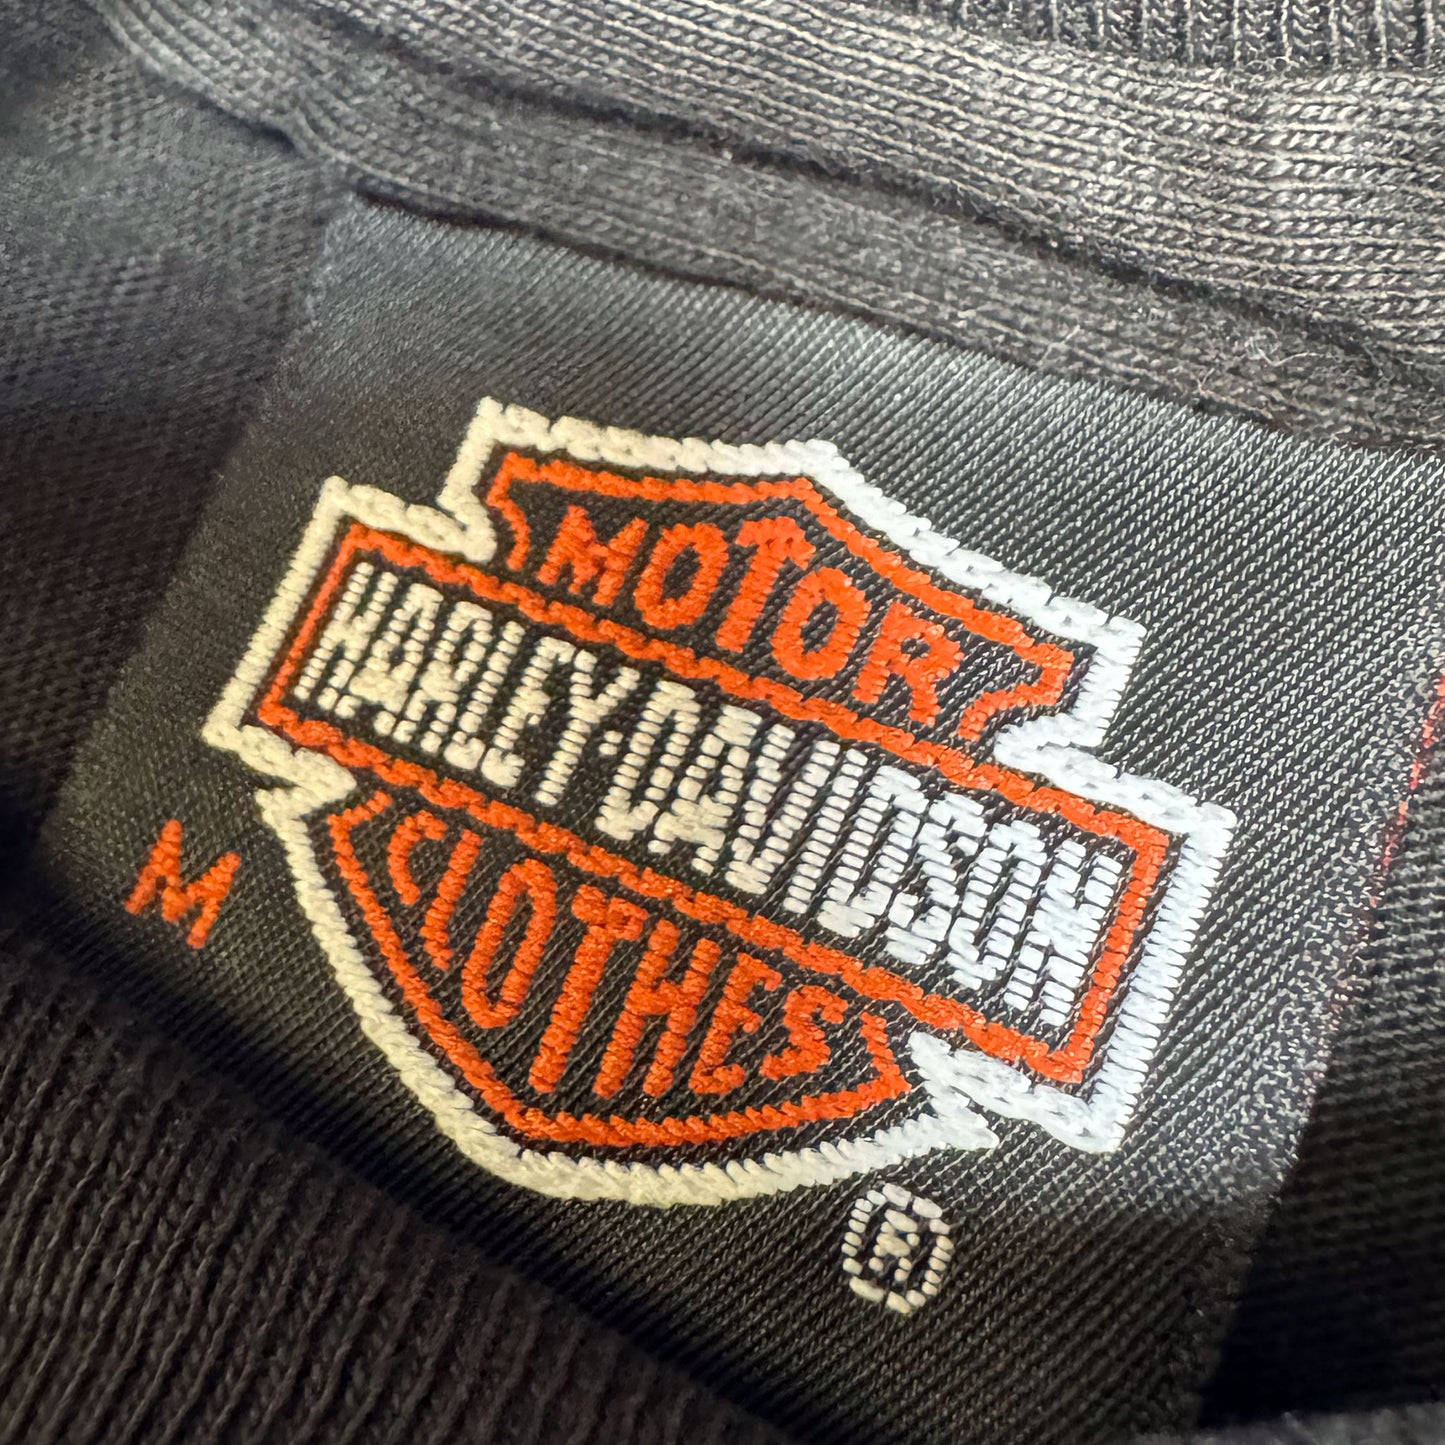 MOTOR
HARLEY-DAVIDSON
CLOTHES
M
®